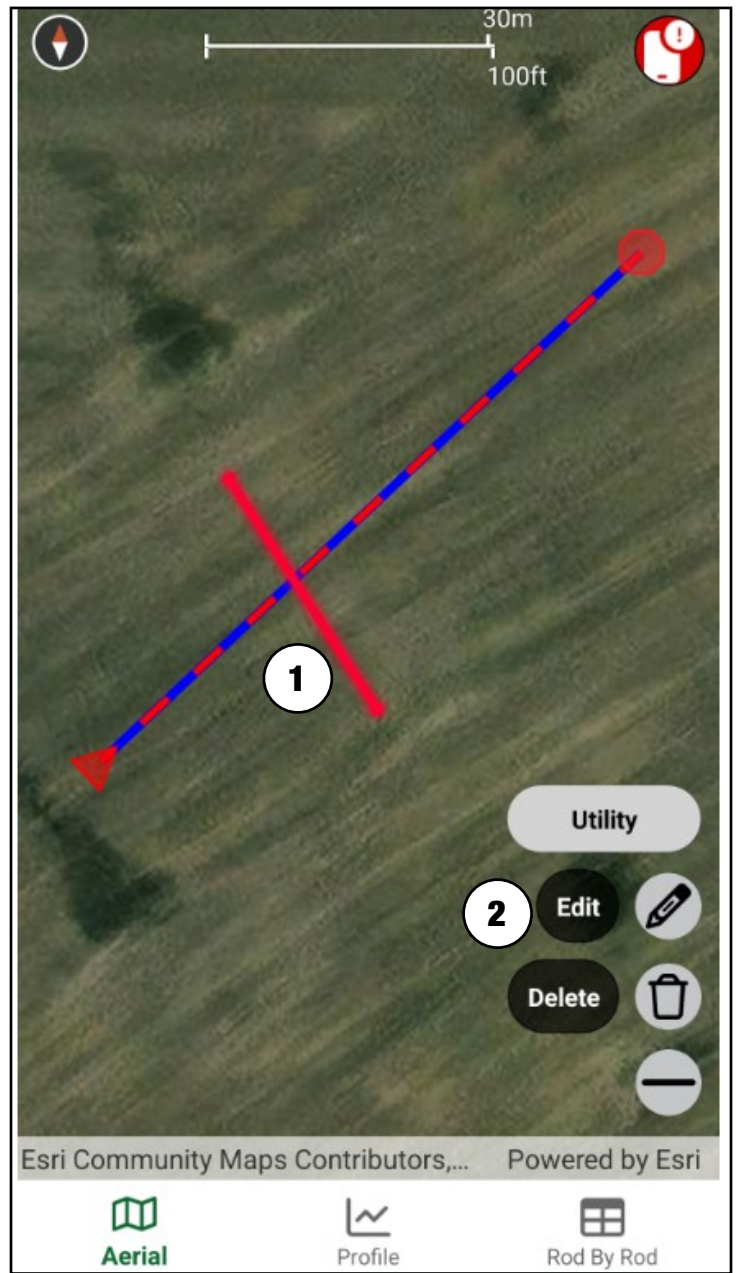 30m
100ft
1
Utility
2
Edit
Delete
Esri Community Maps Contributors,...
Powered by Esri
Aerial
Profile
Rod By Rod